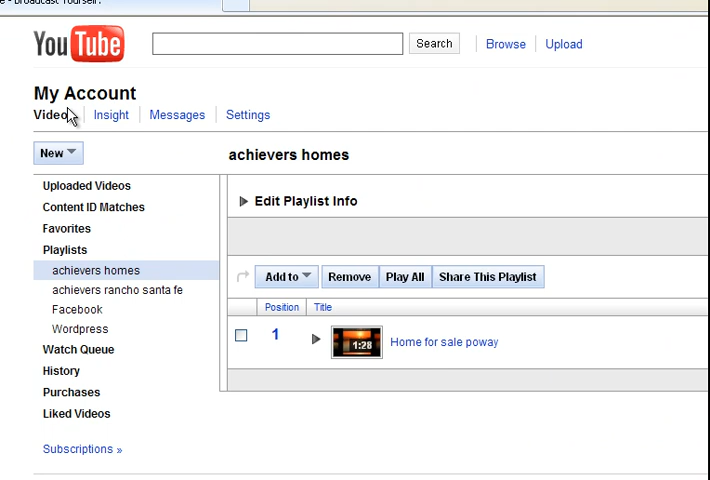 Broadcast Yourself.
YouTube Search Browse Upload
My Account
Video Insight Messages Settings
New achievers homes
Uploaded Videos
Edit Playlist Info
Content ID Matches
Favorites
Playlists
achievers homes Add to Remove Play All Share This Playlist
achievers rancho santa fe
Facebook Position Title
Wordpress 1 1:28 Home for sale poway
Watch Queue
History
Purchases
Liked Videos
Subscriptions »